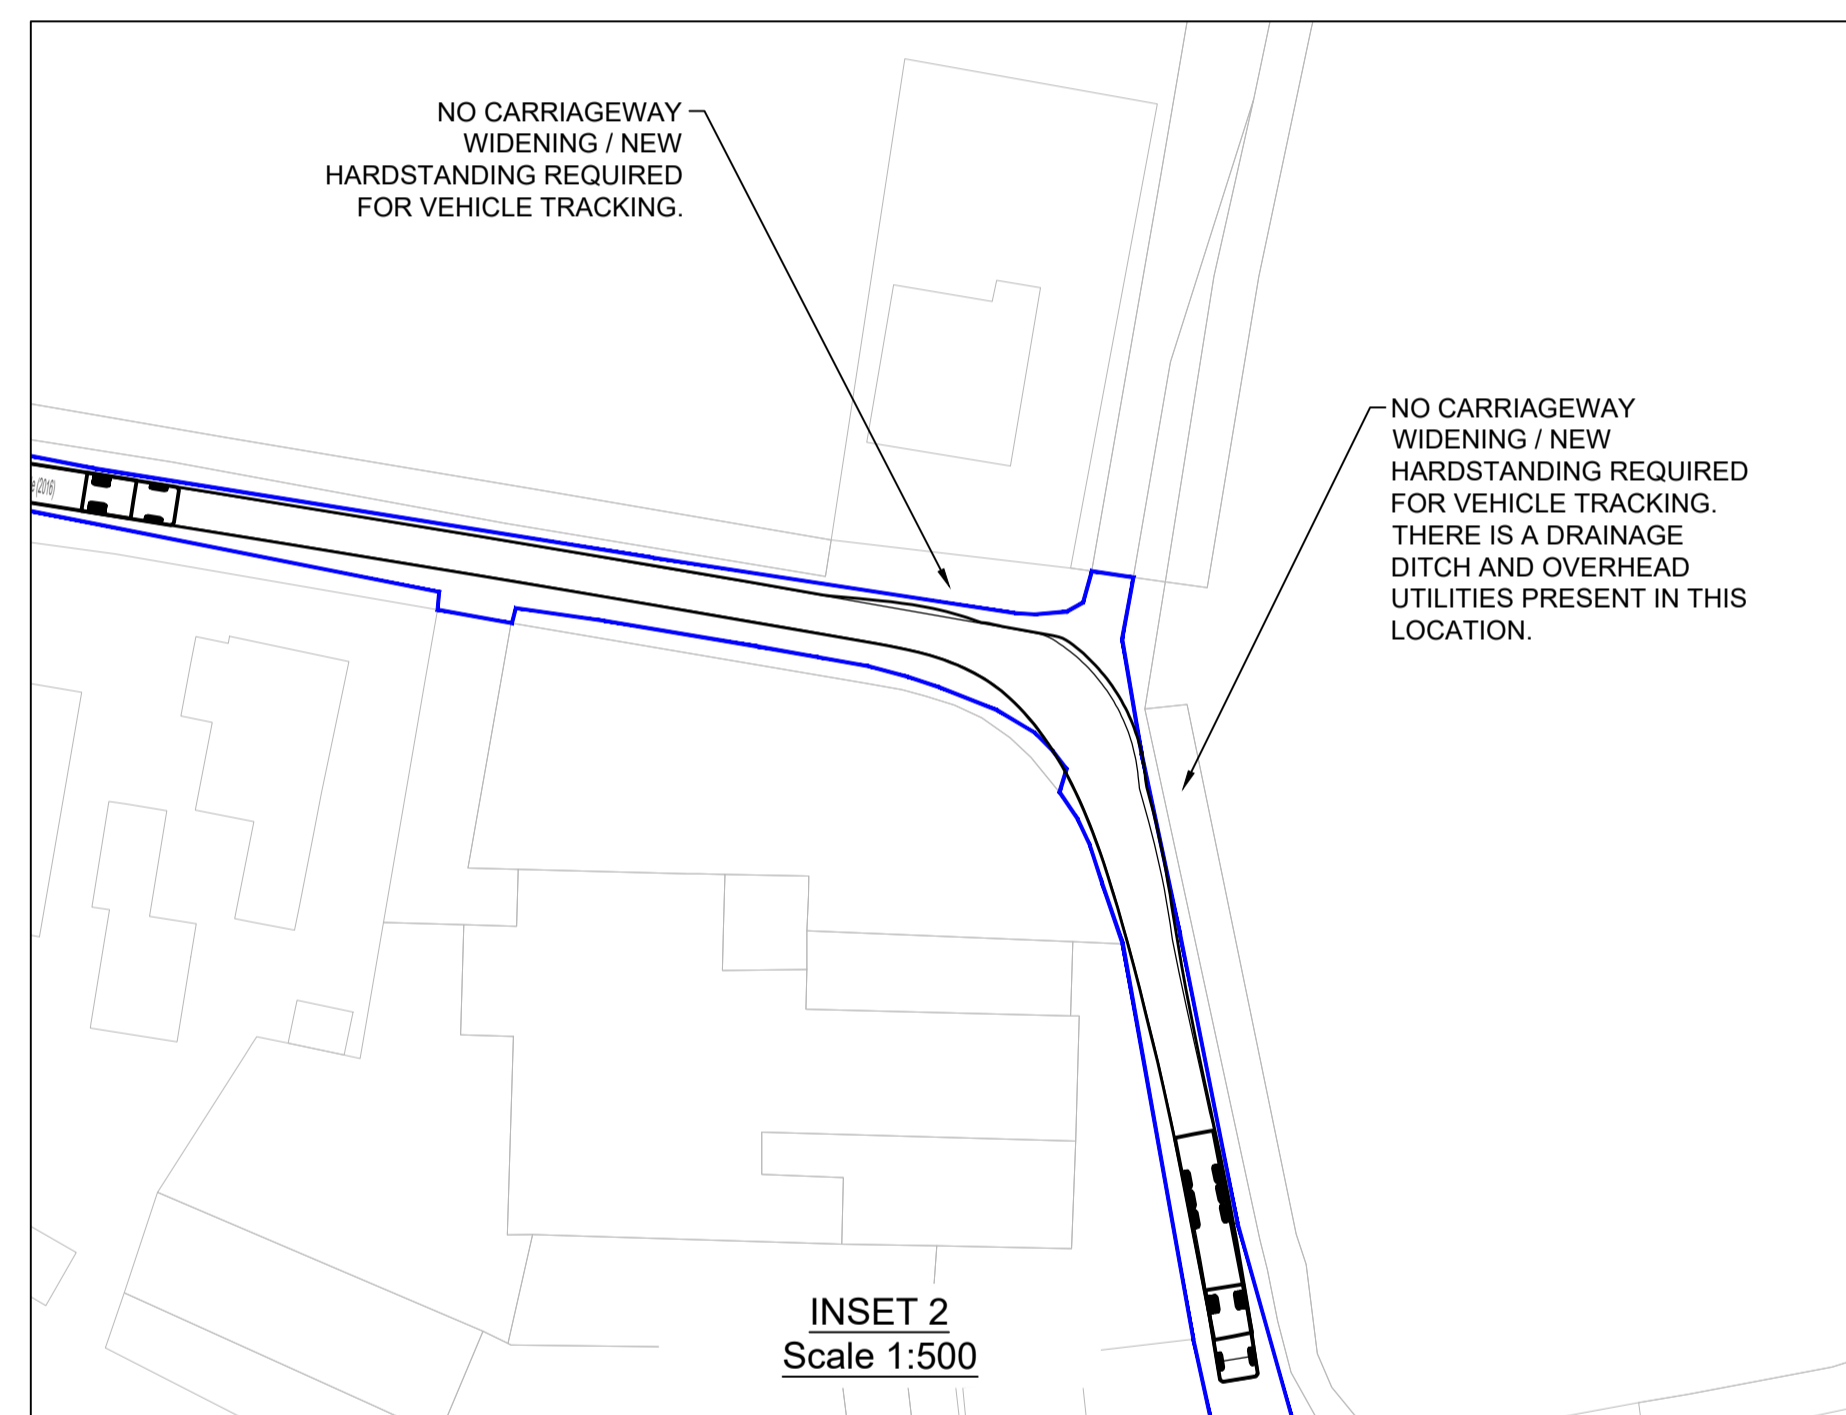 NO CARRIAGEWAY
WIDENING / NEW
HARDSTANDING REQUIRED
FOR VEHICLE TRACKING.
NO CARRIAGEWAY
WIDENING / NEW
HARDSTANDING REQUIRED
FOR VEHICLE TRACKING.
THERE IS A DRAINAGE
DITCH AND OVERHEAD
UTILITIES PRESENT IN THIS
LOCATION.
e (2016)
INSET 2
Scale 1:500